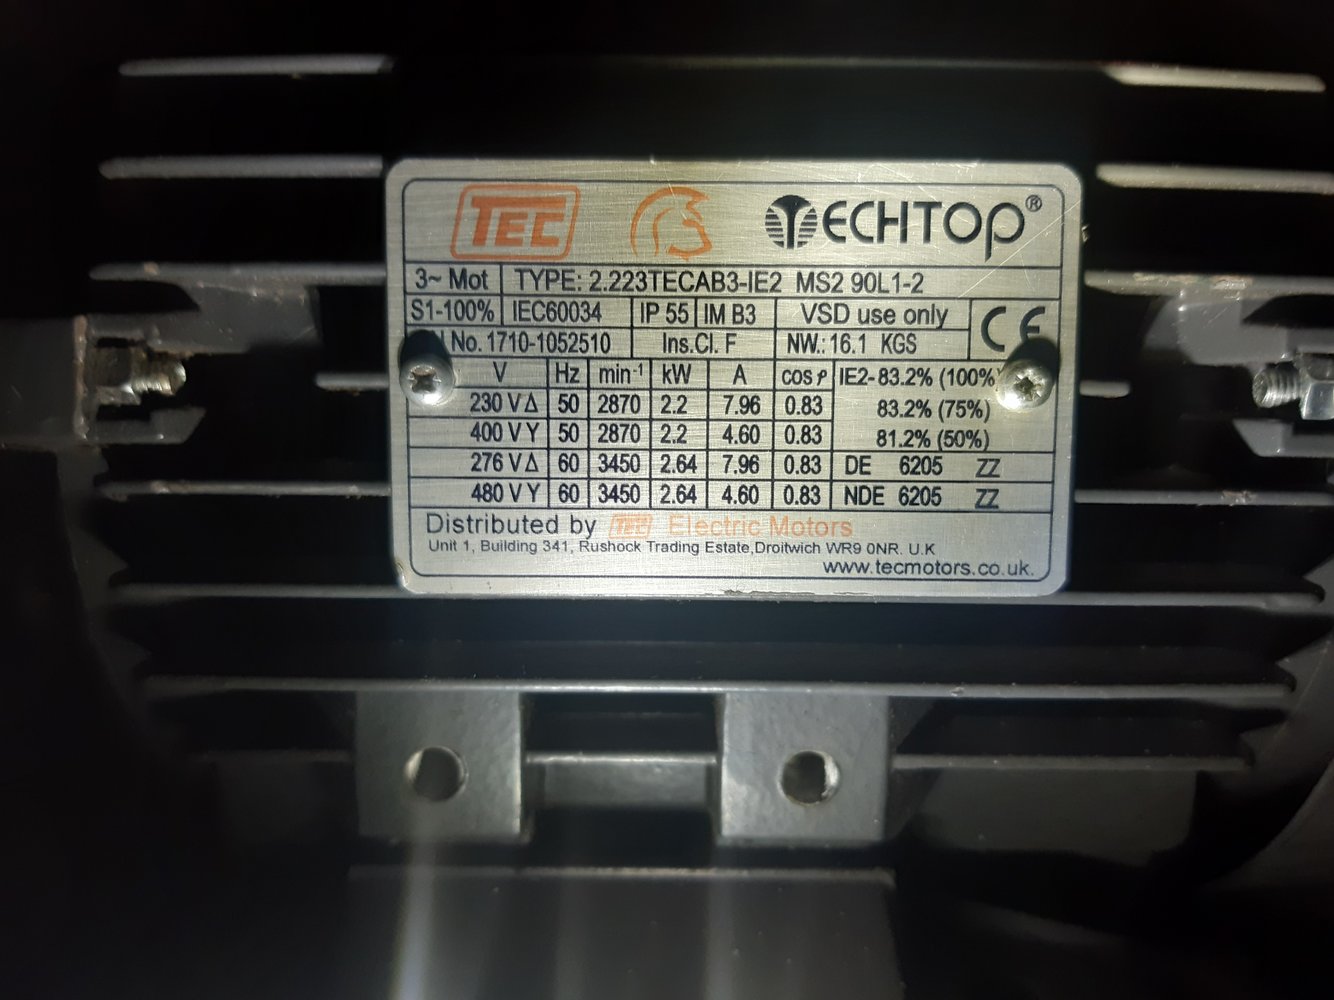 TEC TECHTOP®
3~ Mot TYPE: 2.223TECAB3-IE2 MS2 90L1-2
S1-100% IEC60034 IP 55 IM B3 VSD use only CE
No. 1710-1052510 Ins.Cl. F NW.: 16.1 KGS
V Hz min⁻¹ kW A cos φ IE2- 83.2% (100%)
230 V Δ 50 2870 2.2 7.96 0.83 83.2% (75%)
400 V Y 50 2870 2.2 4.60 0.83 81.2% (50%)
276 V Δ 60 3450 2.64 7.96 0.83 DE 6205 ZZ
480 V Y 60 3450 2.64 4.60 0.83 NDE 6205 ZZ
Distributed by TEC Electric Motors
Unit 1, Building 341, Rushock Trading Estate,Droitwich WR9 0NR. U.K
www.tecmotors.co.uk.